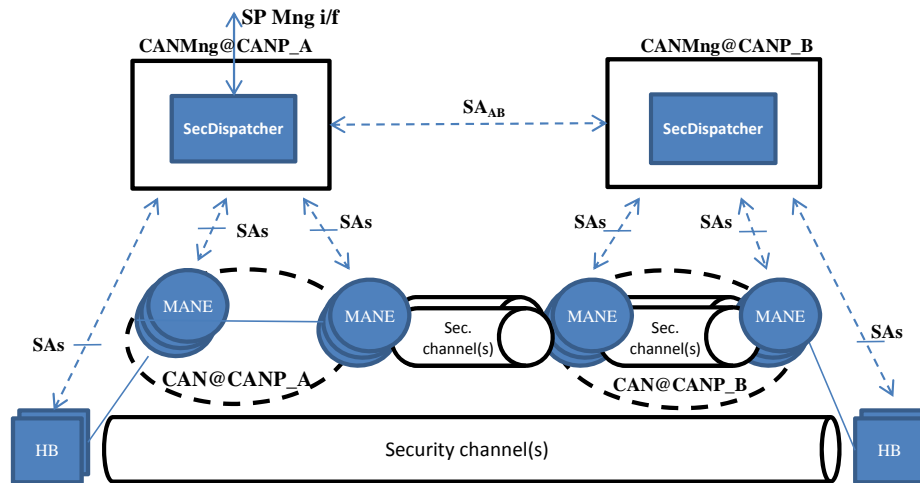 SP Mng i/f
CANMng@CANP_A
CANMng@CANP_B
SecDispatcher
SA_AB
SecDispatcher
SAs
SAs
SAs
SAs
MANE
MANE
MANE
MANE
Sec.
channel(s)
Sec.
channel(s)
SAs
SAs
CAN@CANP_A
CAN@CANP_B
HB
Security channel(s)
HB